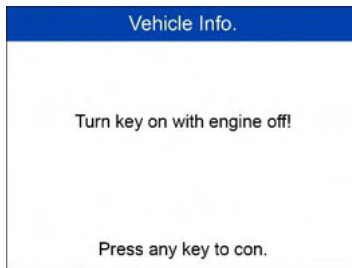 Vehicle Info.
Turn key on with engine off!
Press any key to con.